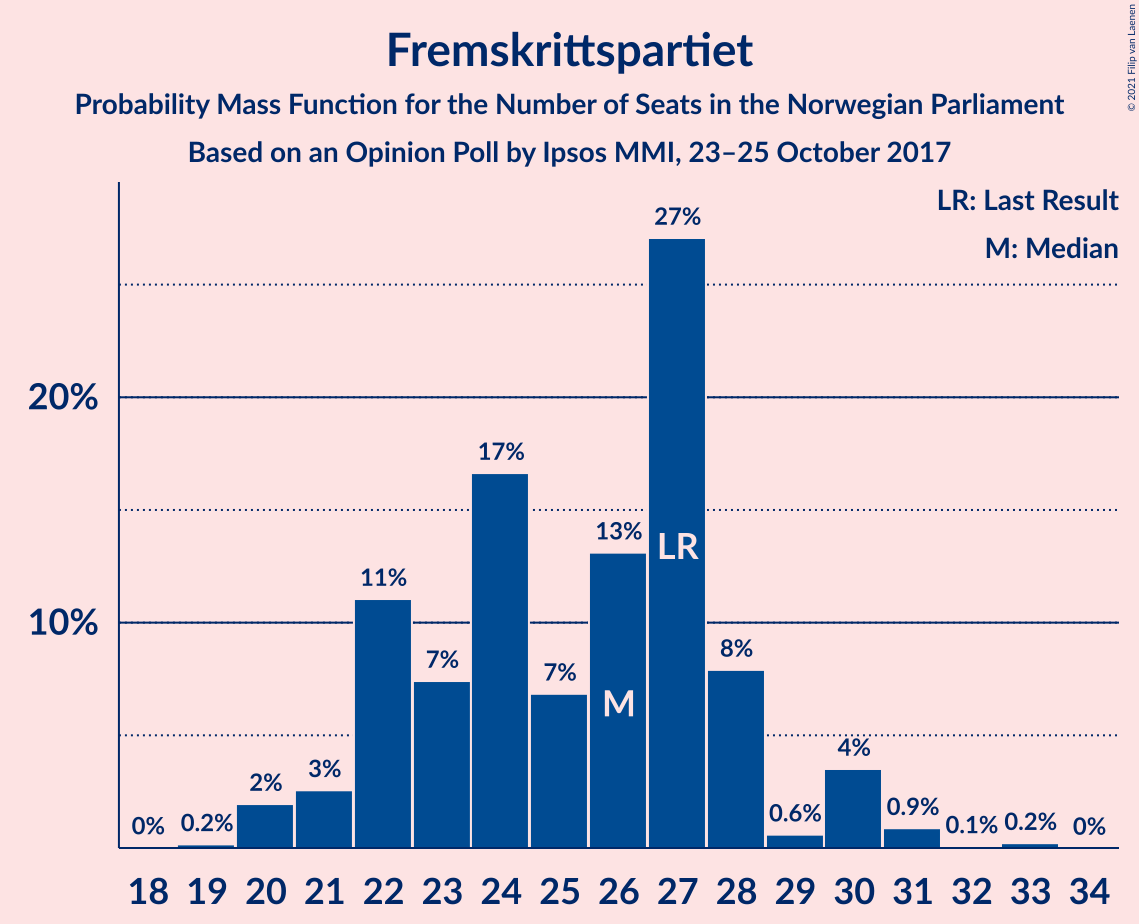 Fremskrittspartiet
Probability Mass Function for the Number of Seats in the Norwegian Parliament
Based on an Opinion Poll by Ipsos MMI, 23–25 October 2017
© 2021 Filip van Laenen
LR: Last Result
M: Median
27%
20%
17%
13%
LR
11%
10%
8%
7%
7%
M
4%
3%
2%
0.9%
0.6%
0% 0.2% 0.1% 0.2% 0%
18 19 20 21 22 23 24 25 26 27 28 29 30 31 32 33 34